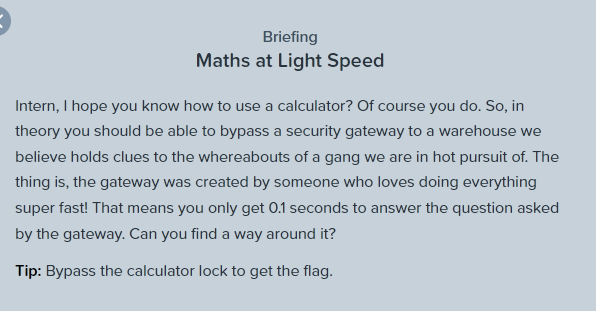 Briefing
Maths at Light Speed
Intern, I hope you know how to use a calculator? Of course you do. So, in
theory you should be able to bypass a security gateway to a warehouse we
believe holds clues to the whereabouts of a gang we are in hot pursuit of. The
thing is, the gateway was created by someone who loves doing everything
super fast! That means you only get 0.1 seconds to answer the question asked
by the gateway. Can you find a way around it?
Tip: Bypass the calculator lock to get the flag.